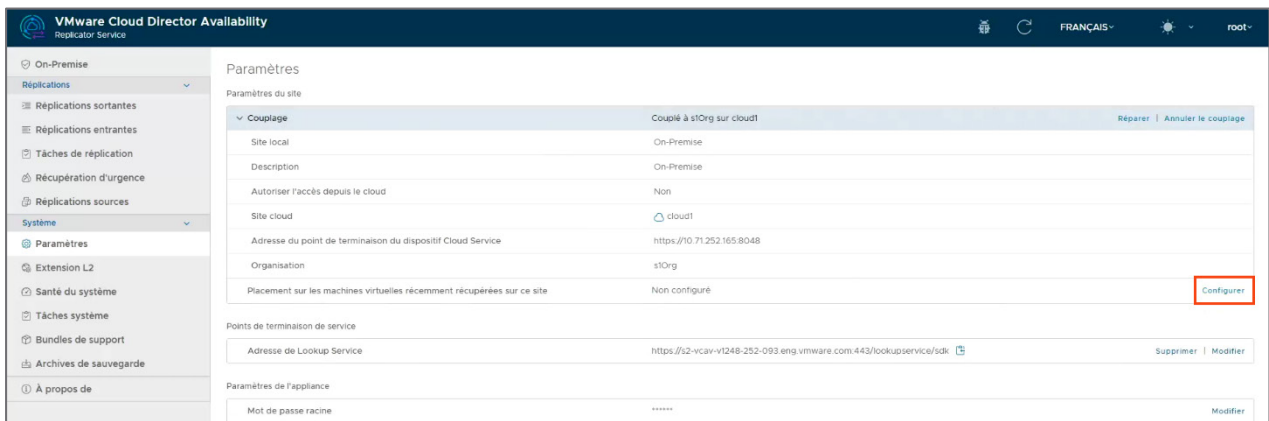 VMware Cloud Director Availability
Replicator Service
FRANÇAIS
root
On-Premise
Réplications
Réplications sortantes
Réplications entrantes
Tâches de réplication
Récupération d'urgence
Réplications sources
Système
Paramètres
Extension L2
Santé du système
Tâches système
Bundles de support
Archives de sauvegarde
À propos de
Paramètres
Paramètres du site
Couplage Couplé à s1Org sur cloud1 Réparer | Annuler le couplage
Site local On-Premise
Description On-Premise
Autoriser l'accès depuis le cloud Non
Site cloud cloud1
Adresse du point de terminaison du dispositif Cloud Service https://10.71.252.165:8048
Organisation s1Org
Placement sur les machines virtuelles récemment récupérées sur ce site Non configuré Configurer
Points de terminaison de service
Adresse de Lookup Service https://s2-vcav-v1248-252-093.eng.vmware.com:443/lookupservice/sdk Supprimer | Modifier
Paramètres de l'appliance
Mot de passe racine ****** Modifier